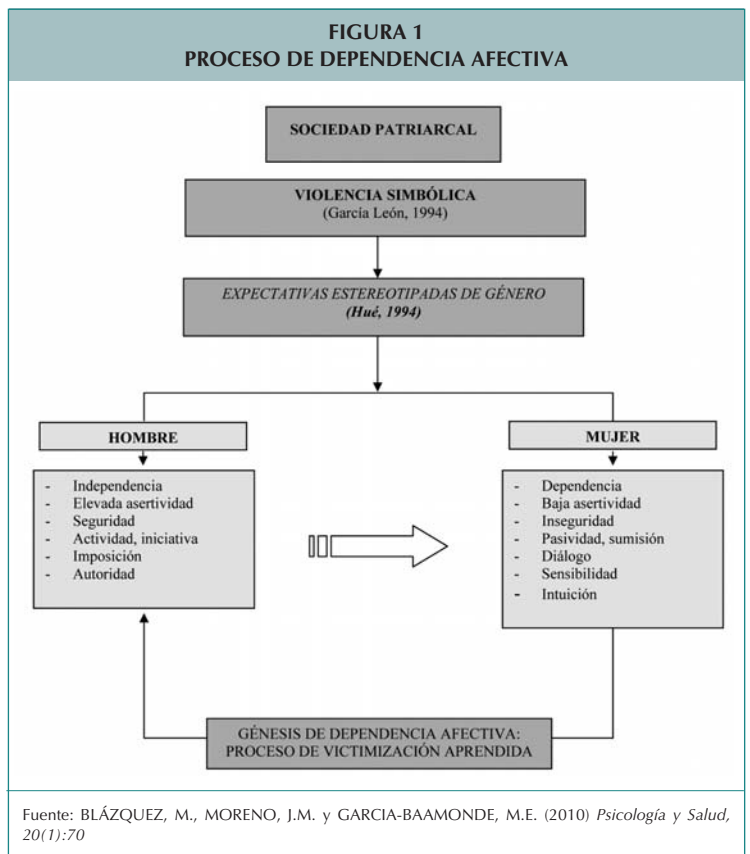 FIGURA 1
PROCESO DE DEPENDENCIA AFECTIVA
SOCIEDAD PATRIARCAL
VIOLENCIA SIMBÓLICA
(García León, 1994)
EXPECTATIVAS ESTEREOTIPADAS DE GÉNERO
(Hué, 1994)
HOMBRE
- Independencia
- Elevada asertividad
- Seguridad
- Actividad, iniciativa
- Imposición
- Autoridad
MUJER
- Dependencia
- Baja asertividad
- Inseguridad
- Pasividad, sumisión
- Diálogo
- Sensibilidad
- Intuición
GÉNESIS DE DEPENDENCIA AFECTIVA:
PROCESO DE VICTIMIZACIÓN APRENDIDA
Fuente: BLÁZQUEZ, M., MORENO, J.M. y GARCIA-BAAMONDE, M.E. (2010) Psicología y Salud,
20(1):70